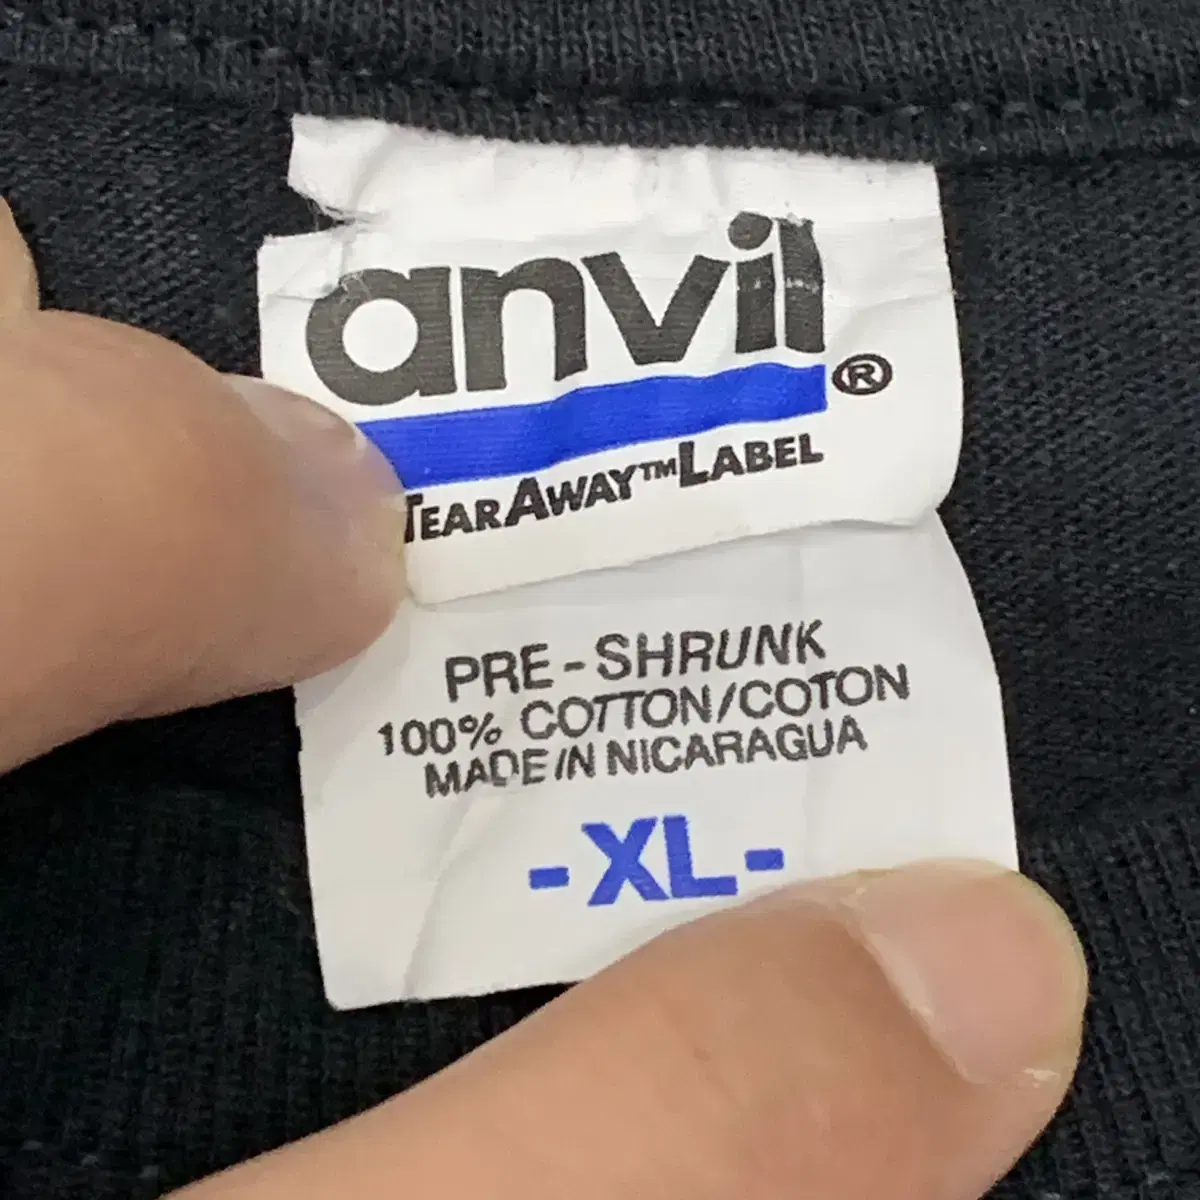 anvil®
TEARAWAY™LABEL
PRE-SHRUNK
100% COTTON/COTON
MADE IN NICARAGUA
-XL-